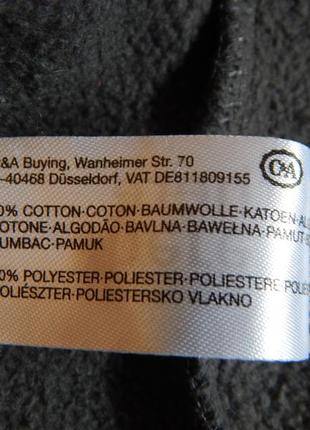 &A Buying, Wanheimer Str. 70
-40468 Düsseldorf, VAT DE811809155
C&A
0% COTTON·COTON·BAUMWOLLE·KATOEN·AL
OTONE·ALGODÃO·BAVLNA·BAWEŁNA·PAMUT·
UMBAC·PAMUK
0% POLYESTER·POLIESTER·POLIESTERE·POLIES
OLIÉSZTER·POLIESTERSKO VLAKNO